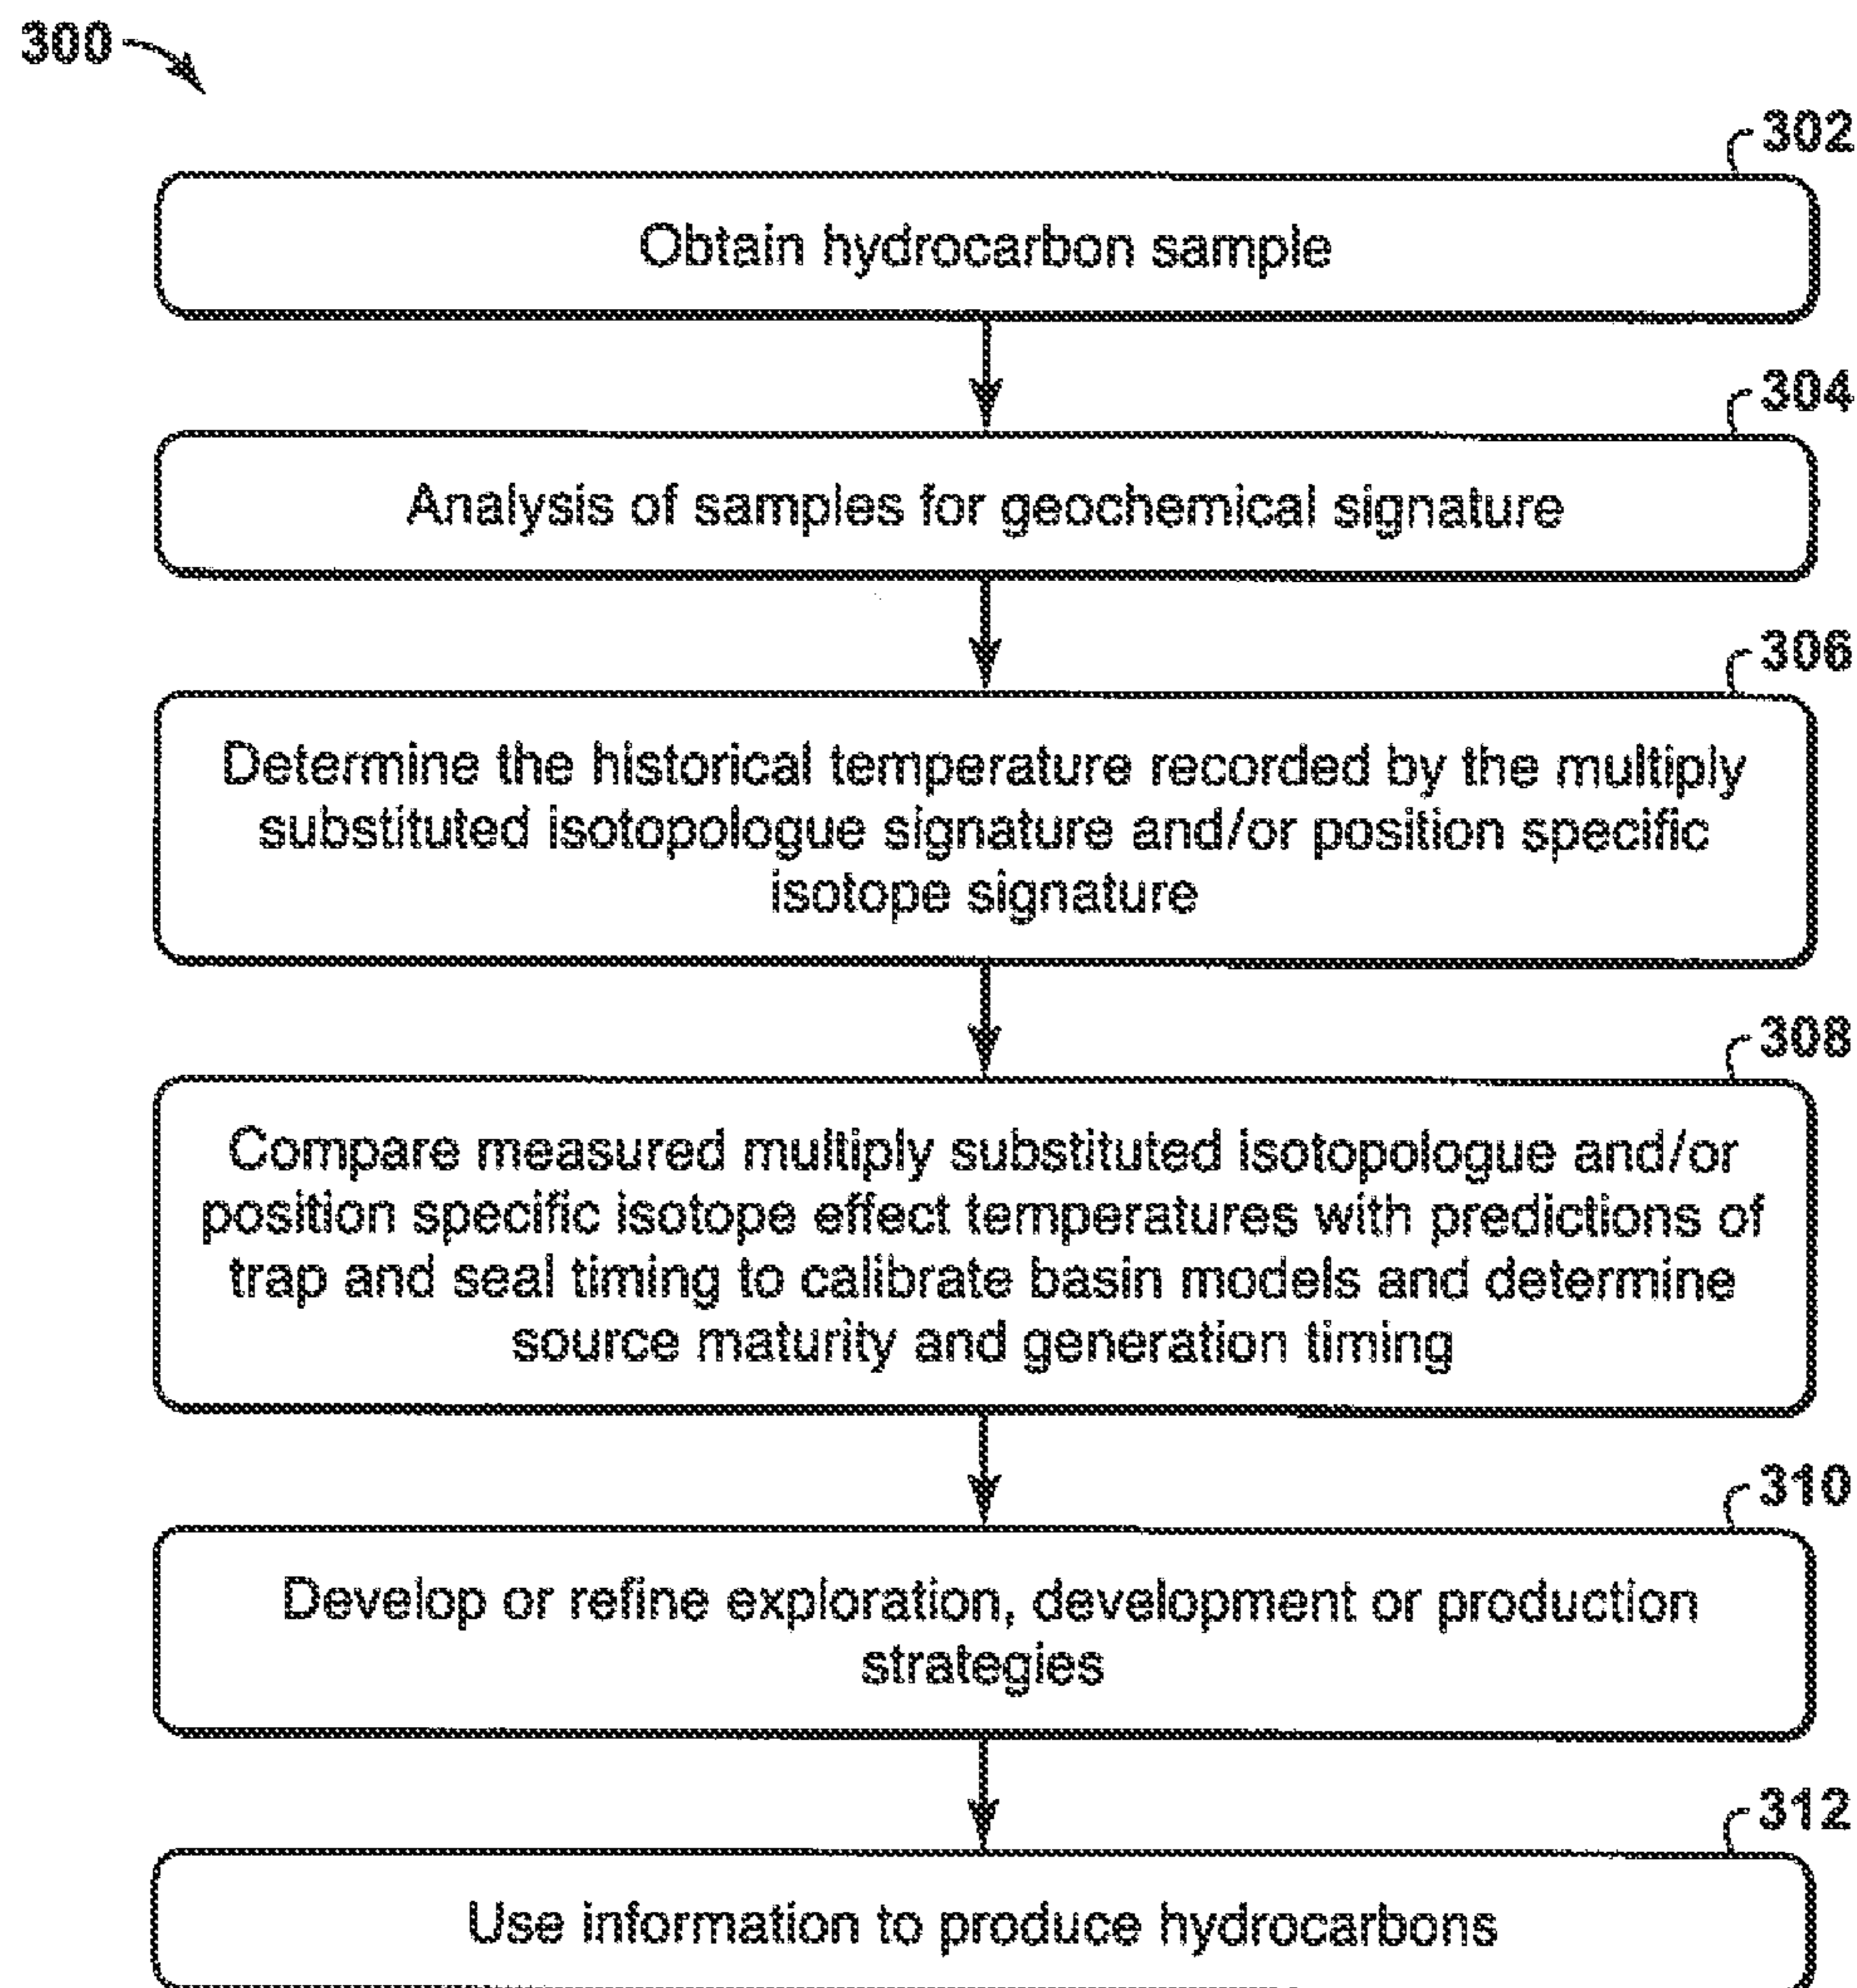 300
302
Obtain hydrocarbon sample
304
Analysis of samples for geochemical signature
306
Determine the historical temperature recorded by the multiply
substituted isotopologue signature and/or position specific
isotope signature
308
Compare measured multiply substituted isotopologue and/or
position specific isotope effect temperatures with predictions of
trap and seal timing to calibrate basin models and determine
source maturity and generation timing
310
Develop or refine exploration, development or production
strategies
312
Use information to produce hydrocarbons